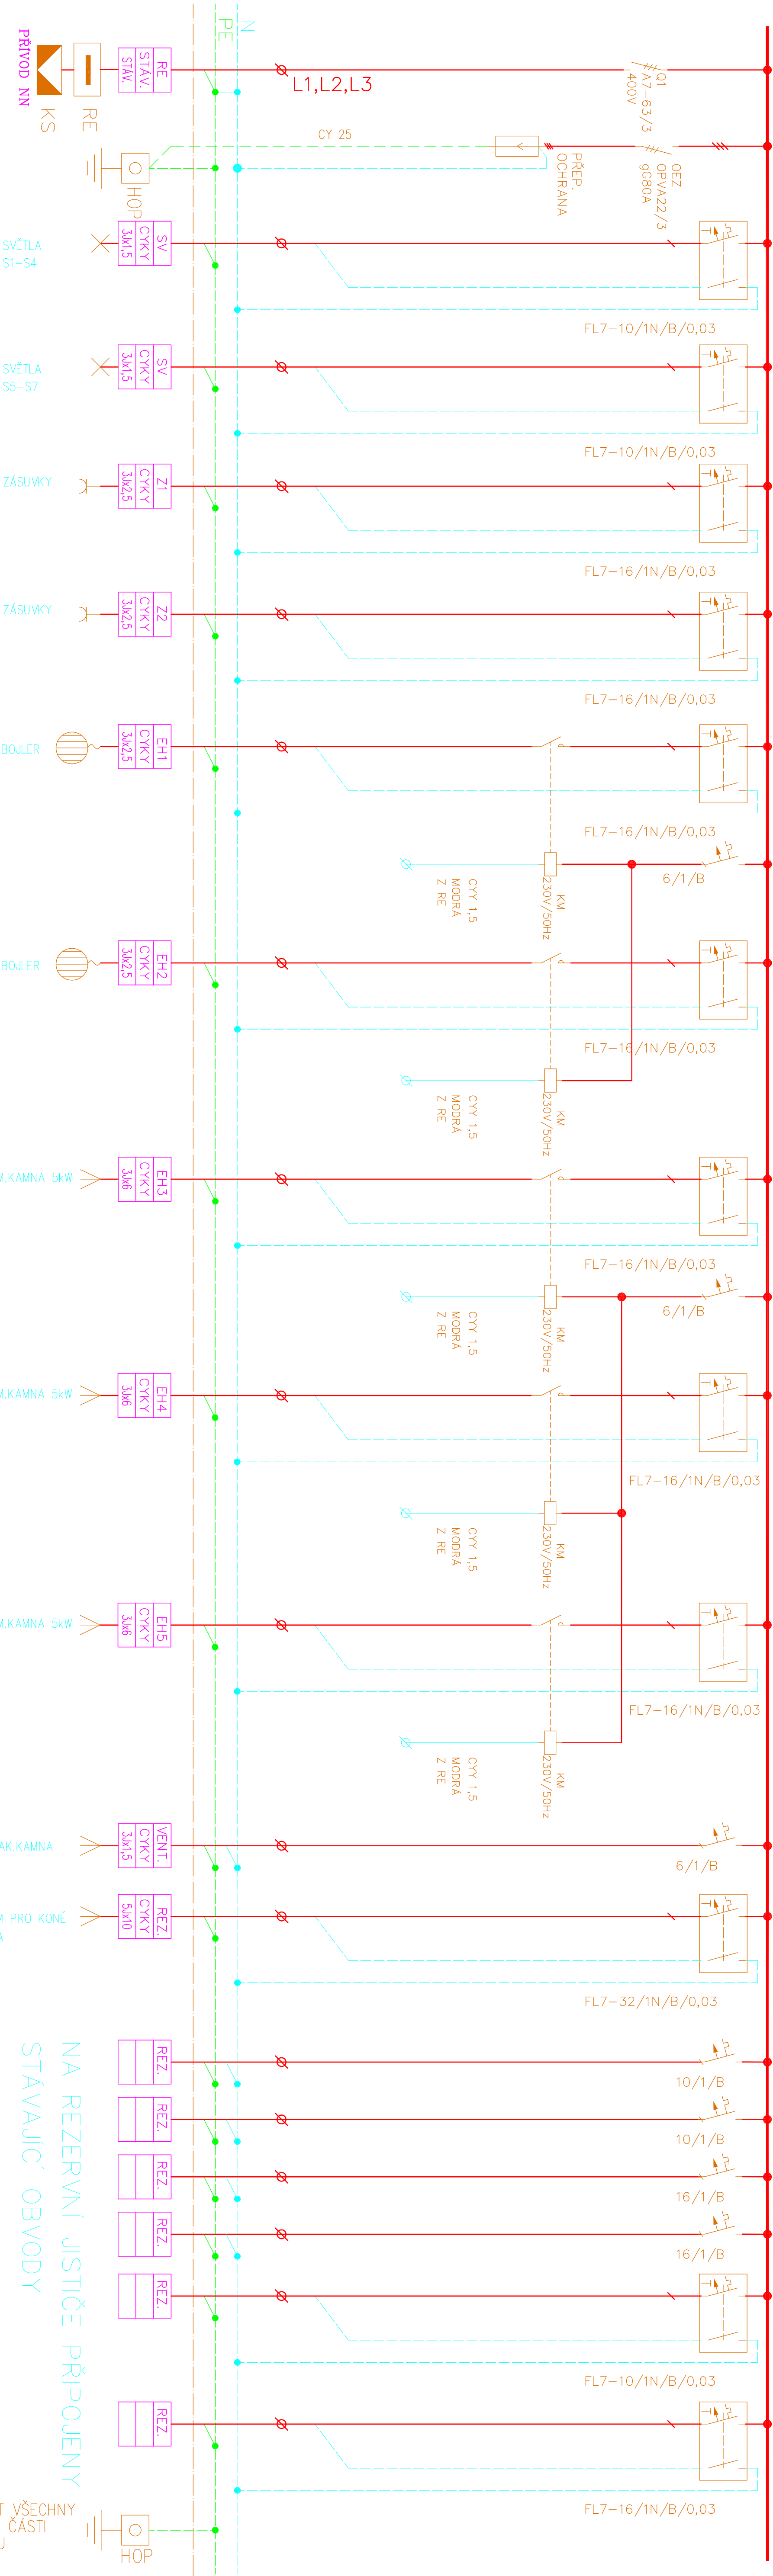 N
PE
PŘÍVOD NN
KS
RE
RE
STÁV.
L1,L2,L3
Q1
A7-63/3
400V
CY 25
HOP
PŘEP.
OCHRANA
OEZ
OPVA22/3
gG80A
SVĚTLA
S1-S4
SV
CYKY
3Jx1,5
FL7-10/1N/B/0,03
SVĚTLA
S5-S7
SV
CYKY
3Jx1,5
FL7-10/1N/B/0,03
ZÁSUVKY
Z1
CYKY
3Jx2,5
FL7-16/1N/B/0,03
ZÁSUVKY
Z2
CYKY
3Jx2,5
FL7-16/1N/B/0,03
BOJLER
EH1
CYKY
3Jx2,5
FL7-16/1N/B/0,03
6/1/B
KM
230V/50Hz
CYY 1,5
MODRÁ
Z RE
BOJLER
EH2
CYKY
3Jx2,5
FL7-16/1N/B/0,03
KM
230V/50Hz
CYY 1,5
MODRÁ
Z RE
M.KAMNA 5kW
EH3
CYKY
3Jx6
FL7-16/1N/B/0,03
6/1/B
KM
230V/50Hz
CYY 1,5
MODRÁ
Z RE
M.KAMNA 5kW
EH4
CYKY
3Jx6
FL7-16/1N/B/0,03
KM
230V/50Hz
CYY 1,5
MODRÁ
Z RE
M.KAMNA 5kW
EH5
CYKY
3Jx6
FL7-16/1N/B/0,03
KM
230V/50Hz
CYY 1,5
MODRÁ
Z RE
AK.KAMNA
VENT.
CYKY
3Jx1,5
6/1/B
M PRO KONĚ
A
REZ.
CYKY
5Jx10
FL7-32/1N/B/0,03
REZ.
10/1/B
REZ.
10/1/B
REZ.
16/1/B
REZ.
16/1/B
REZ.
FL7-10/1N/B/0,03
REZ.
FL7-16/1N/B/0,03
NA REZERVNÍ JISTIČE PŘIPOJENY
STÁVAJÍCÍ OBVODY
T VŠECHNY
ČÁSTI
U
HOP